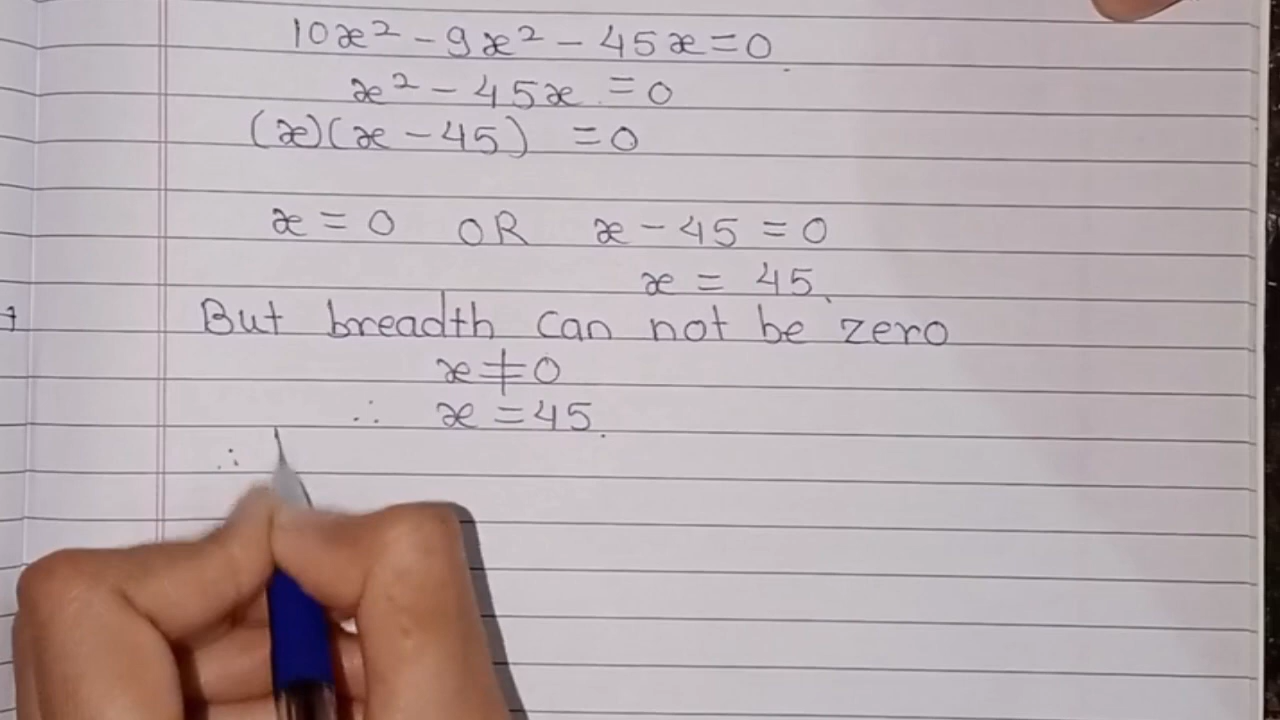 10x² - 9x² - 45x = 0
x² - 45x = 0
(x)(x - 45) = 0
x = 0 OR x - 45 = 0
x = 45
But breadth can not be zero
x ≠ 0
∴ x = 45.
∴